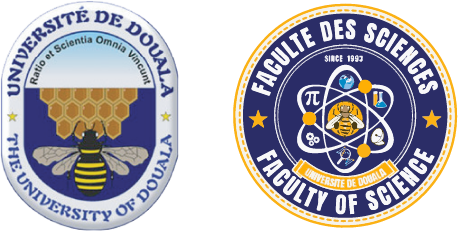 UNIVERSITÉ DE DOUALA
Ratio et Scientia Omnia Vincunt
THE UNIVERSITY OF DOUALA
FACULTE DES SCIENCES
SINCE 1993
π
UNIVERSITE DE DOUALA
FACULTY OF SCIENCE